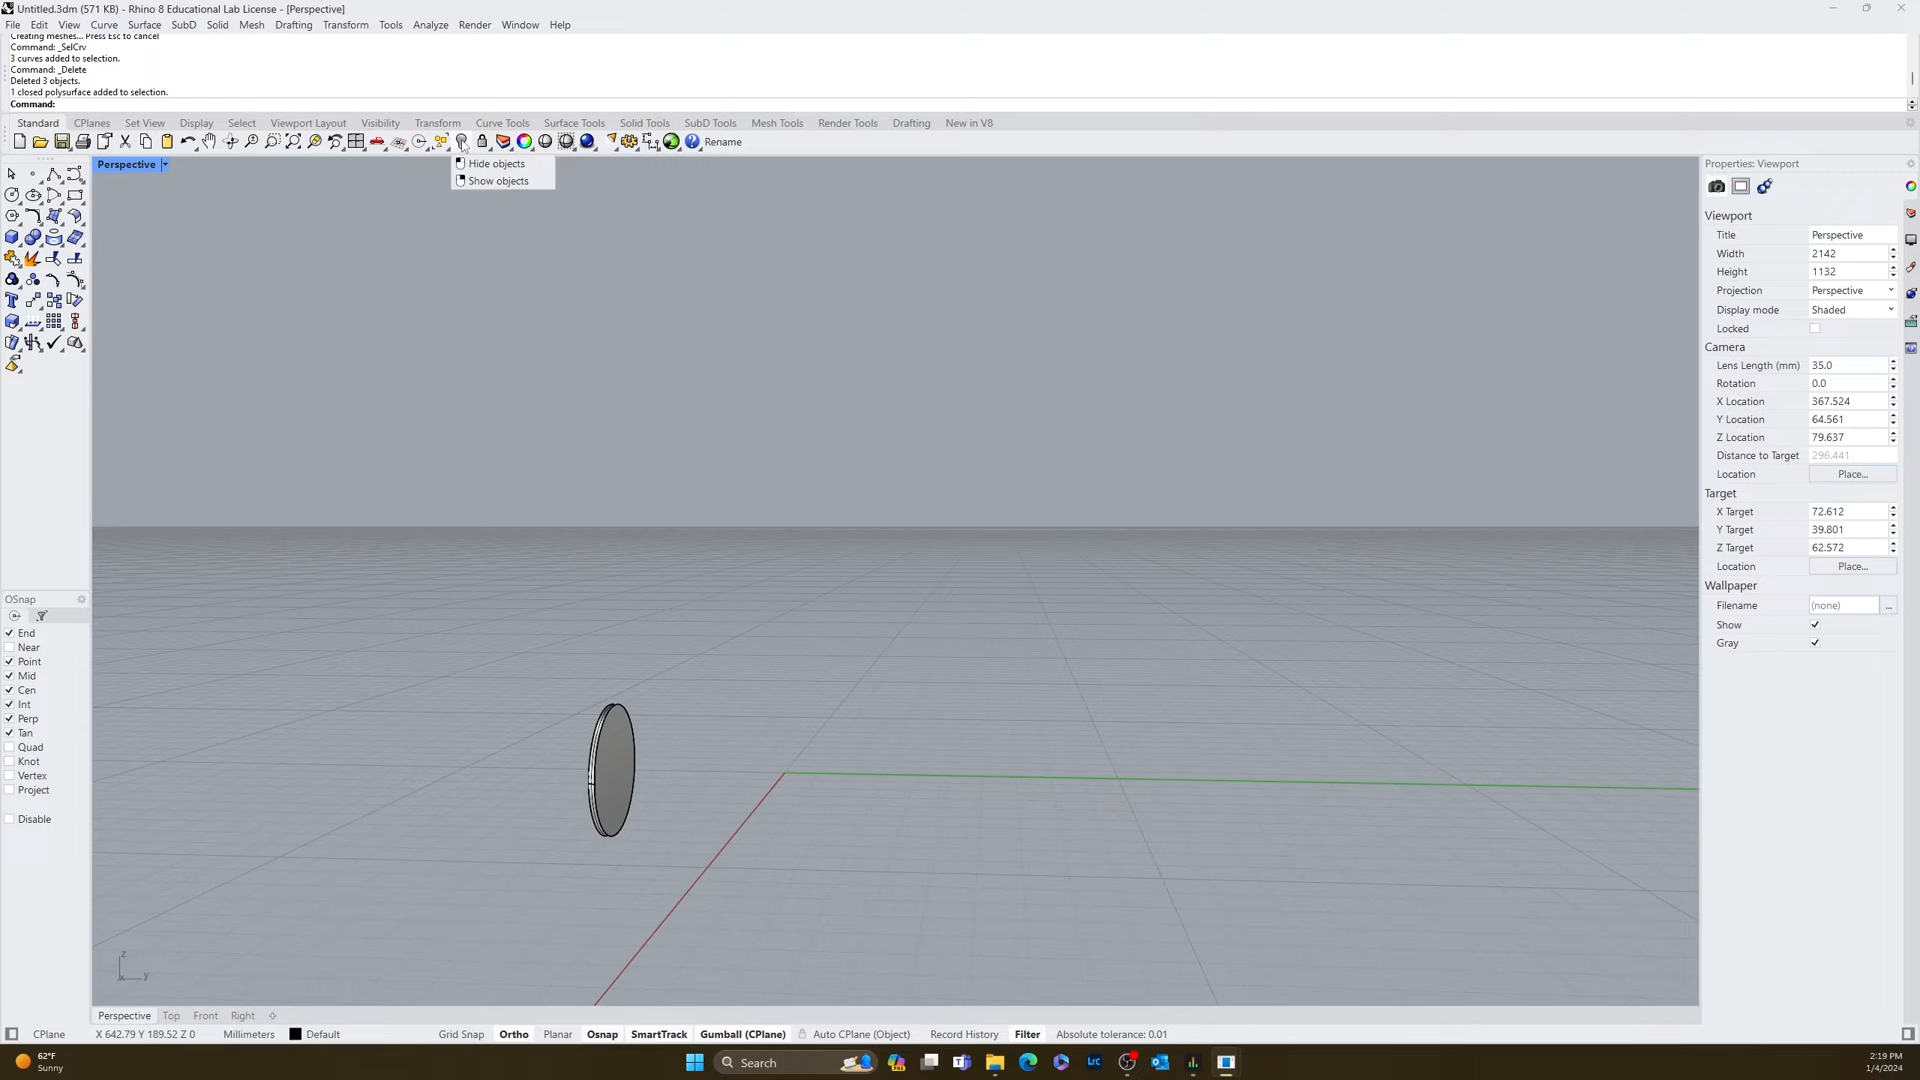 Untitled.3dm (571 KB) - Rhino 8 Educational Lab License - [Perspective]
File Edit View Curve Surface SubD Solid Mesh Drafting Transform Tools Analyze Render Window Help
Creating meshes... Press Esc to cancel
Command: _SelCrv
3 curves added to selection.
Command: _Delete
Deleted 3 objects.
1 closed polysurface added to selection.
Command:
Standard CPlanes Set View Display Select Viewport Layout Visibility Transform Curve Tools Surface Tools Solid Tools SubD Tools Mesh Tools Render Tools Drafting New in V8
Rename
Hide objects
Show objects
Perspective
Properties: Viewport
Viewport
Title Perspective
Width 2142
Height 1132
Projection Perspective
Display mode Shaded
Locked
Camera
Lens Length (mm) 35.0
Rotation 0.0
X Location 367.524
Y Location 64.561
Z Location 79.637
Distance to Target 296.441
Location Place...
Target
X Target 72.612
Y Target 39.801
Z Target 62.572
Location Place...
Wallpaper
Filename (none) ...
Show
Gray
OSnap
End
Near
Point
Mid
Cen
Int
Perp
Tan
Quad
Knot
Vertex
Project
Disable
z
x y
Perspective Top Front Right
CPlane X 642.79 Y 189.52 Z 0 Millimeters Default Grid Snap Ortho Planar Osnap SmartTrack Gumball (CPlane) Auto CPlane (Object) Record History Filter Absolute tolerance: 0.01
62°F
Sunny
Search
LrC
2:19 PM
1/4/2024